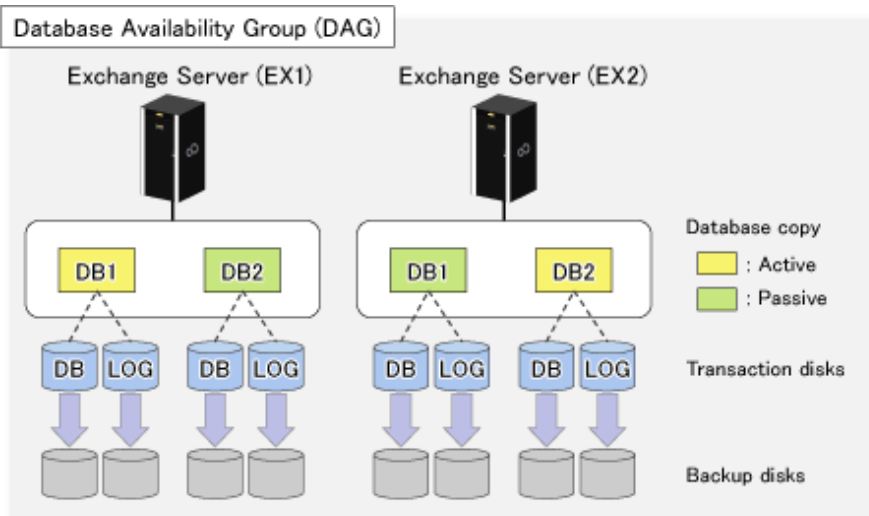 Database Availability Group (DAG)
Exchange Server (EX1)
Exchange Server (EX2)
DB1
DB2
DB1
DB2
Database copy
: Active
: Passive
DB
LOG
DB
LOG
DB
LOG
DB
LOG
Transaction disks
Backup disks